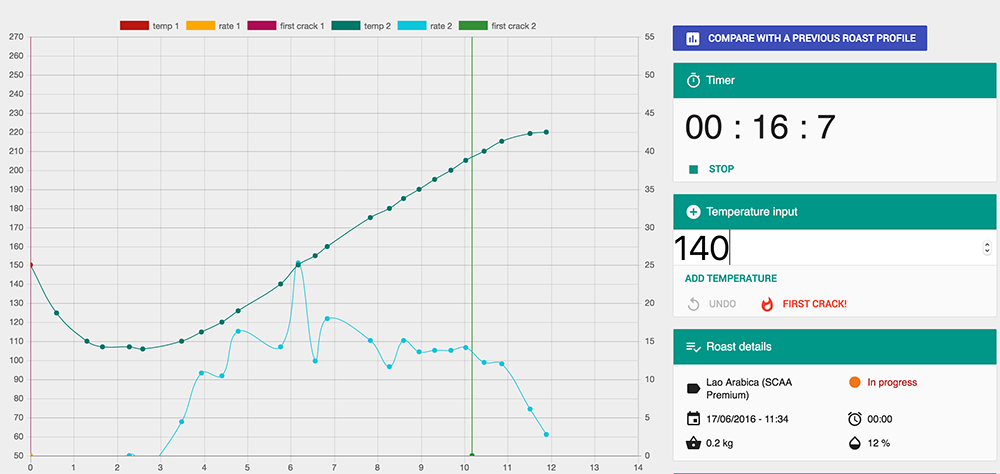 temp 1 rate 1 first crack 1 temp 2 rate 2 first crack 2
270
260
250
240
230
220
210
200
190
180
170
160
150
140
130
120
110
100
90
80
70
60
50
55
50
45
40
35
30
25
20
15
10
5
0
0 1 2 3 4 5 6 7 8 9 10 11 12 13 14
COMPARE WITH A PREVIOUS ROAST PROFILE
Timer
00 : 16 : 7
STOP
Temperature input
140
ADD TEMPERATURE
UNDO FIRST CRACK!
Roast details
Lao Arabica (SCAA
Premium)
In progress
17/06/2016 - 11:34 00:00
0.2 kg 12 %